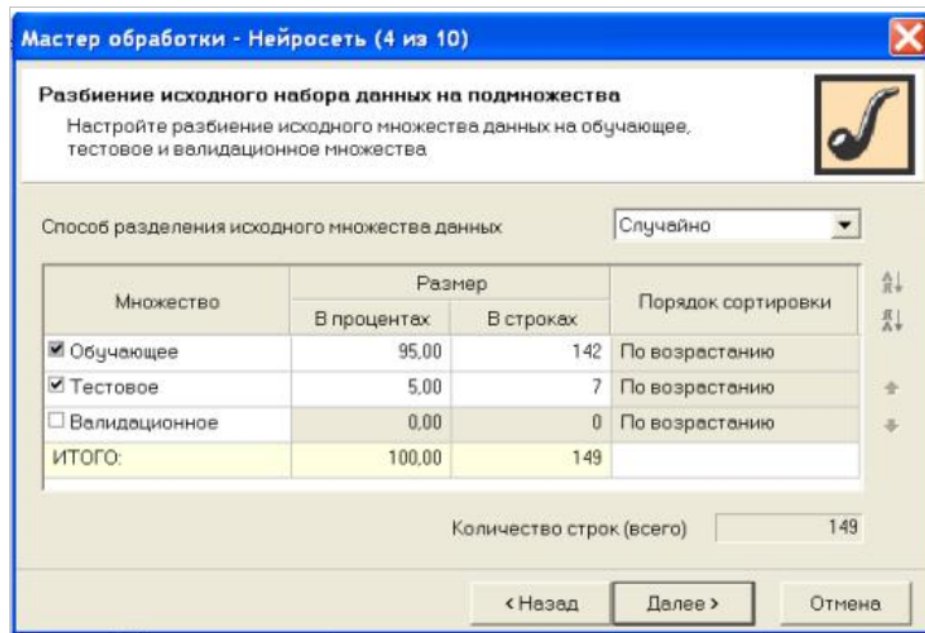 Мастер обработки - Нейросеть (4 из 10)
Разбиение исходного набора данных на подмножества
Настройте разбиение исходного множества данных на обучающее,
тестовое и валидационное множества
Способ разделения исходного множества данных Случайно
Множество Размер Порядок сортировки
В процентах В строках
Обучающее 95,00 142 По возрастанию
Тестовое 5,00 7 По возрастанию
Валидационное 0,00 0 По возрастанию
ИТОГО: 100,00 149
Количество строк (всего) 149
< Назад Далее > Отмена